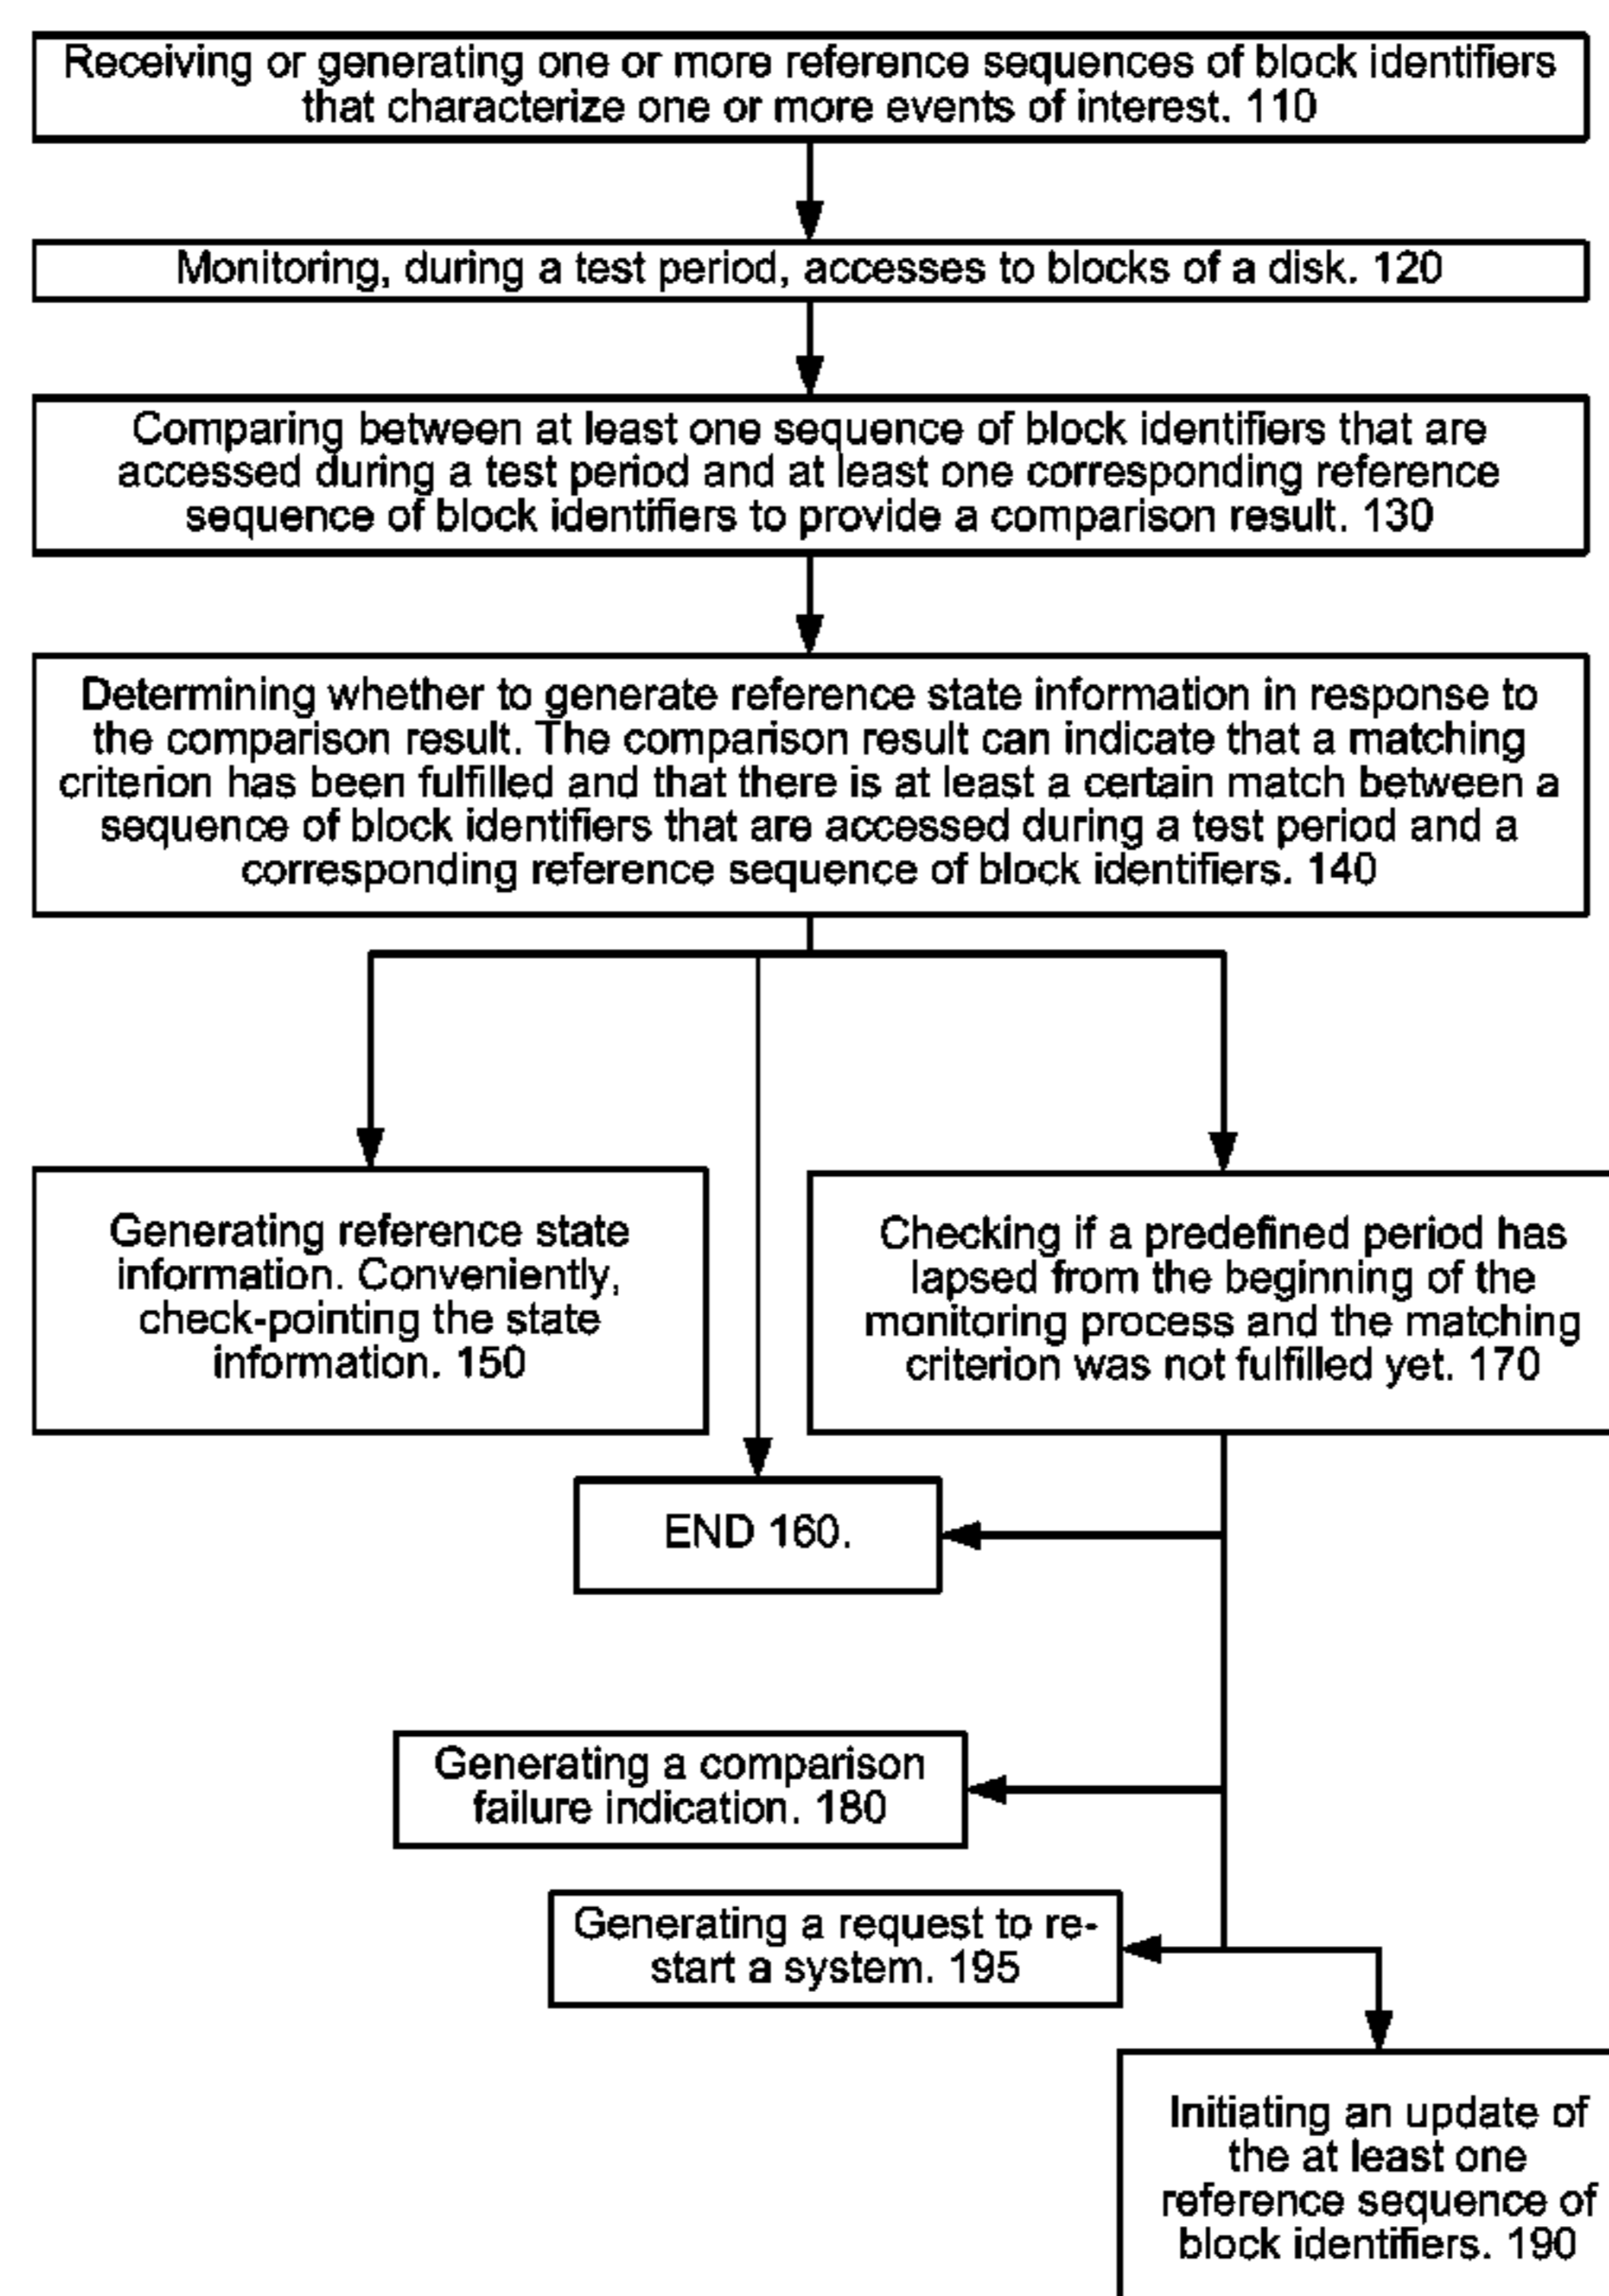 Receiving or generating one or more reference sequences of block identifiers
that characterize one or more events of interest. 110
Monitoring, during a test period, accesses to blocks of a disk. 120
Comparing between at least one sequence of block identifiers that are
accessed during a test period and at least one corresponding reference
sequence of block identifiers to provide a comparison result. 130
Determining whether to generate reference state information in response to
the comparison result. The comparison result can indicate that a matching
criterion has been fulfilled and that there is at least a certain match between a
sequence of block identifiers that are accessed during a test period and a
corresponding reference sequence of block identifiers. 140
Generating reference state
information. Conveniently,
check-pointing the state
information. 150
Checking if a predefined period has
lapsed from the beginning of the
monitoring process and the matching
criterion was not fulfilled yet. 170
END 160.
Generating a comparison
failure indication. 180
Generating a request to re-
start a system. 195
Initiating an update of
the at least one
reference sequence of
block identifiers. 190